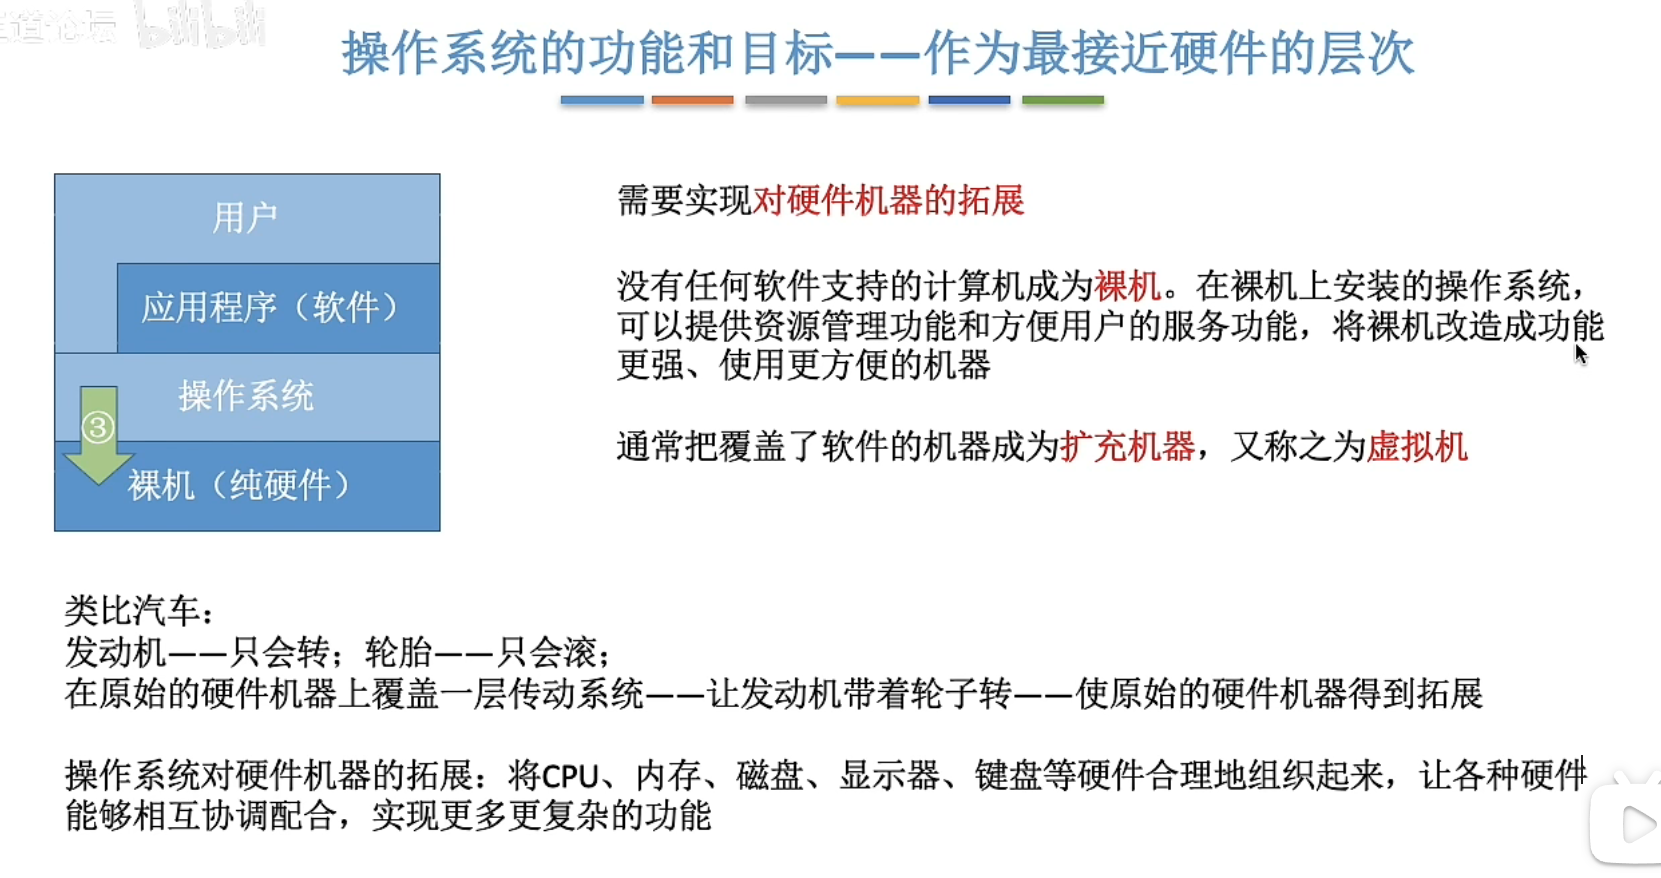 道论坛 bilibili
操作系统的功能和目标——作为最接近硬件的层次
用户
应用程序（软件）
操作系统
③
裸机（纯硬件）
需要实现对硬件机器的拓展
没有任何软件支持的计算机成为裸机。在裸机上安装的操作系统，
可以提供资源管理功能和方便用户的服务功能，将裸机改造成功能
更强、使用更方便的机器
通常把覆盖了软件的机器成为扩充机器，又称之为虚拟机
类比汽车：
发动机——只会转；轮胎——只会滚；
在原始的硬件机器上覆盖一层传动系统——让发动机带着轮子转——使原始的硬件机器得到拓展
操作系统对硬件机器的拓展：将CPU、内存、磁盘、显示器、键盘等硬件合理地组织起来，让各种硬件
能够相互协调配合，实现更多更复杂的功能